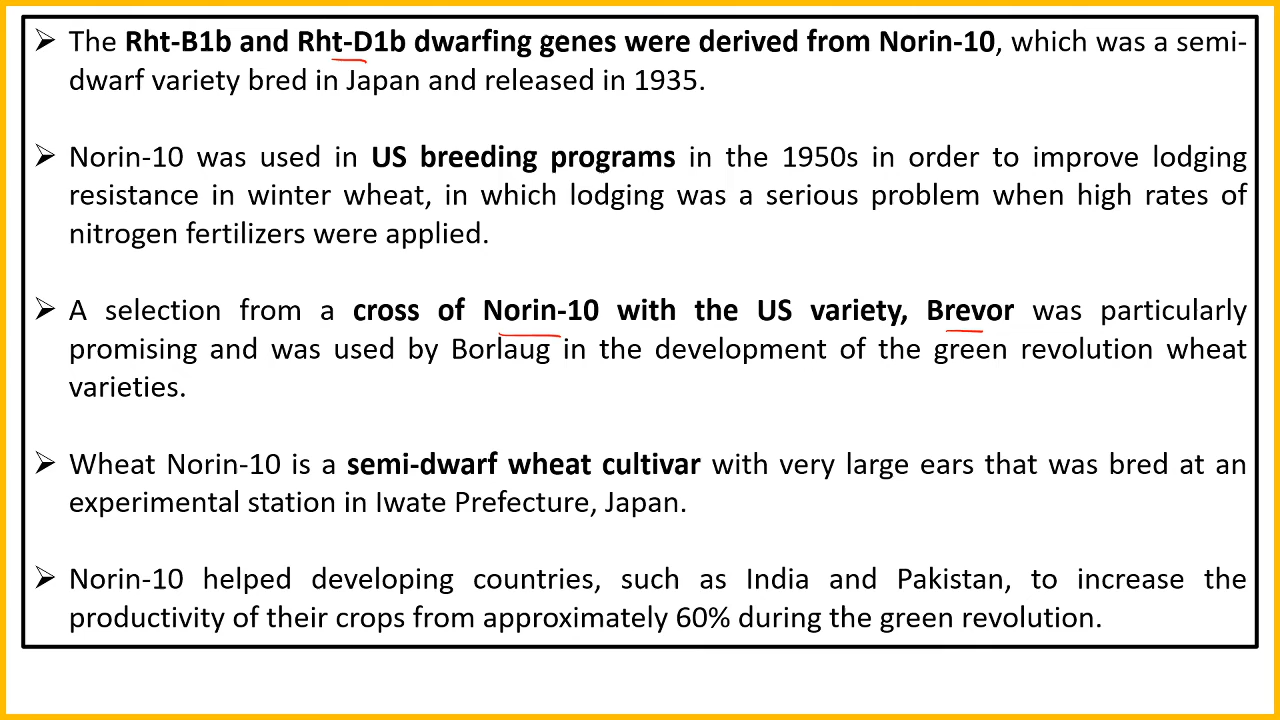 ➤ The Rht-B1b and Rht-D1b dwarfing genes were derived from Norin-10, which was a semi-
dwarf variety bred in Japan and released in 1935.
➤ Norin-10 was used in US breeding programs in the 1950s in order to improve lodging
resistance in winter wheat, in which lodging was a serious problem when high rates of
nitrogen fertilizers were applied.
➤ A selection from a cross of Norin-10 with the US variety, Brevor was particularly
promising and was used by Borlaug in the development of the green revolution wheat
varieties.
➤ Wheat Norin-10 is a semi-dwarf wheat cultivar with very large ears that was bred at an
experimental station in Iwate Prefecture, Japan.
➤ Norin-10 helped developing countries, such as India and Pakistan, to increase the
productivity of their crops from approximately 60% during the green revolution.